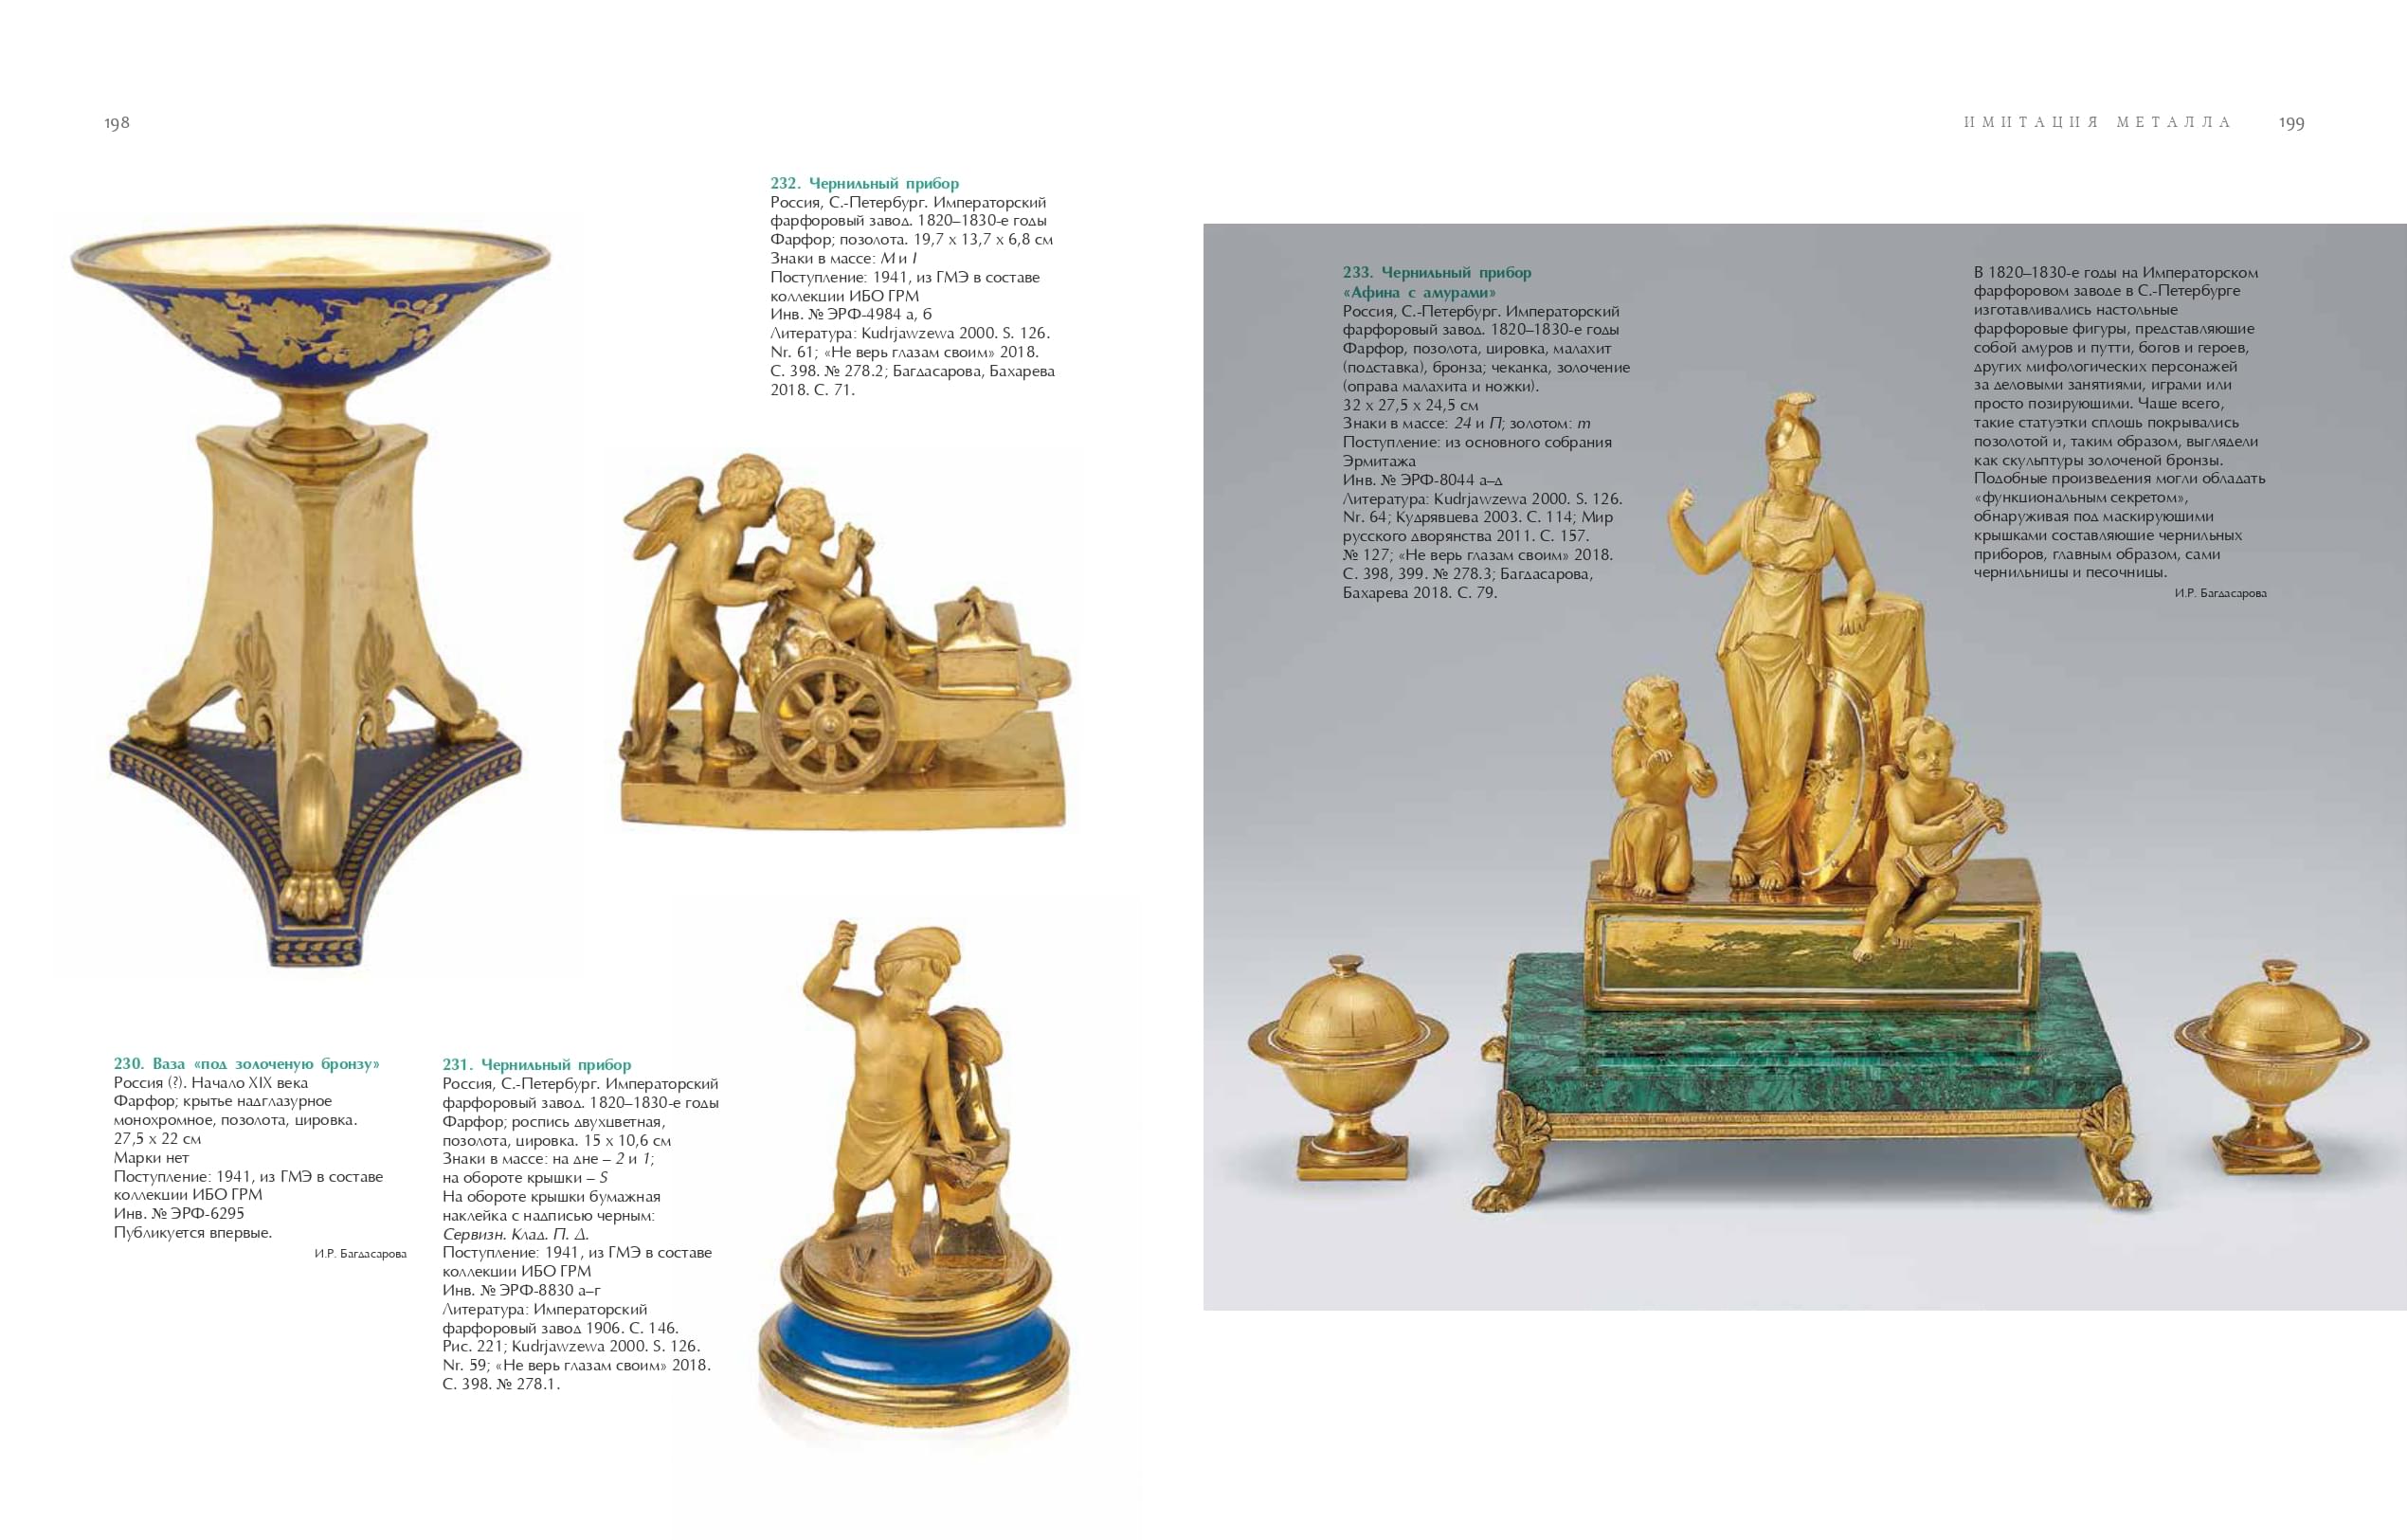 198
232. Чернильный прибор
Россия, С.-Петербург. Императорский
фарфоровый завод. 1820–1830-е годы
Фарфор; позолота. 19,7 x 13,7 x 6,8 см
Знаки в массе: М и I
Поступление: 1941, из ГМЭ в составе
коллекции ИБО ГРМ
Инв. № ЭРФ-4984 а, б
Литература: Kudrjawzewa 2000. S. 126.
Nr. 61; «Не верь глазам своим» 2018.
С. 398. № 278.2; Багдасарова, Бахарева
2018. С. 71.
230. Ваза «под золоченую бронзу»
Россия (?). Начало XIX века
Фарфор; крытье надглазурное
монохромное, позолота, цировка.
27,5 x 22 см
Марки нет
Поступление: 1941, из ГМЭ в составе
коллекции ИБО ГРМ
Инв. № ЭРФ-6295
Публикуется впервые.
И.Р. Багдасарова
231. Чернильный прибор
Россия, С.-Петербург. Императорский
фарфоровый завод. 1820–1830-е годы
Фарфор; роспись двухцветная,
позолота, цировка. 15 x 10,6 см
Знаки в массе: на дне – 2 и 1;
на обороте крышки – S
На обороте крышки бумажная
наклейка с надписью черным:
Сервизн. Клад. П. Д.
Поступление: 1941, из ГМЭ в составе
коллекции ИБО ГРМ
Инв. № ЭРФ-8830 а–г
Литература: Императорский
фарфоровый завод 1906. С. 146.
Рис. 221; Kudrjawzewa 2000. S. 126.
Nr. 59; «Не верь глазам своим» 2018.
С. 398. № 278.1.
ИМИТАЦИЯ МЕТАЛЛА 199
233. Чернильный прибор
«Афина с амурами»
Россия, С.-Петербург. Императорский
фарфоровый завод. 1820–1830-е годы
Фарфор, позолота, цировка, малахит
(подставка), бронза; чеканка, золочение
(оправа малахита и ножки).
32 x 27,5 x 24,5 см
Знаки в массе: 24 и П; золотом: т
Поступление: из основного собрания
Эрмитажа
Инв. № ЭРФ-8044 а–д
Литература: Kudrjawzewa 2000. S. 126.
Nr. 64; Кудрявцева 2003. С. 114; Мир
русского дворянства 2011. С. 157.
№ 127; «Не верь глазам своим» 2018.
С. 398, 399. № 278.3; Багдасарова,
Бахарева 2018. С. 79.
В 1820–1830-е годы на Императорском
фарфоровом заводе в С.-Петербурге
изготавливались настольные
фарфоровые фигуры, представляющие
собой амуров и путти, богов и героев,
других мифологических персонажей
за деловыми занятиями, играми или
просто позирующими. Чаще всего,
такие статуэтки сплошь покрывались
позолотой и, таким образом, выглядели
как скульптуры золоченой бронзы.
Подобные произведения могли обладать
«функциональным секретом»,
обнаруживая под маскирующими
крышками составляющие чернильных
приборов, главным образом, сами
чернильницы и песочницы.
И.Р. Багдасарова